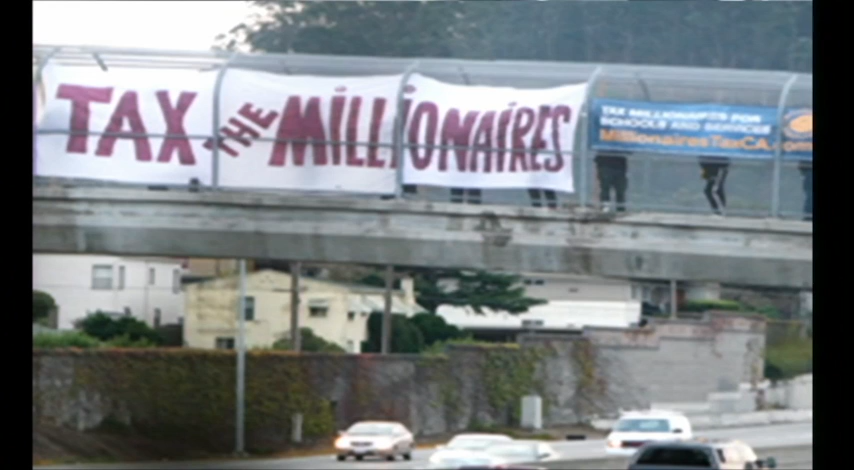 TAX THE MILLIONAIRES
TAX MILLIONAIRES FOR
SCHOOLS AND SERVICES
MillionairesTaxCA.com